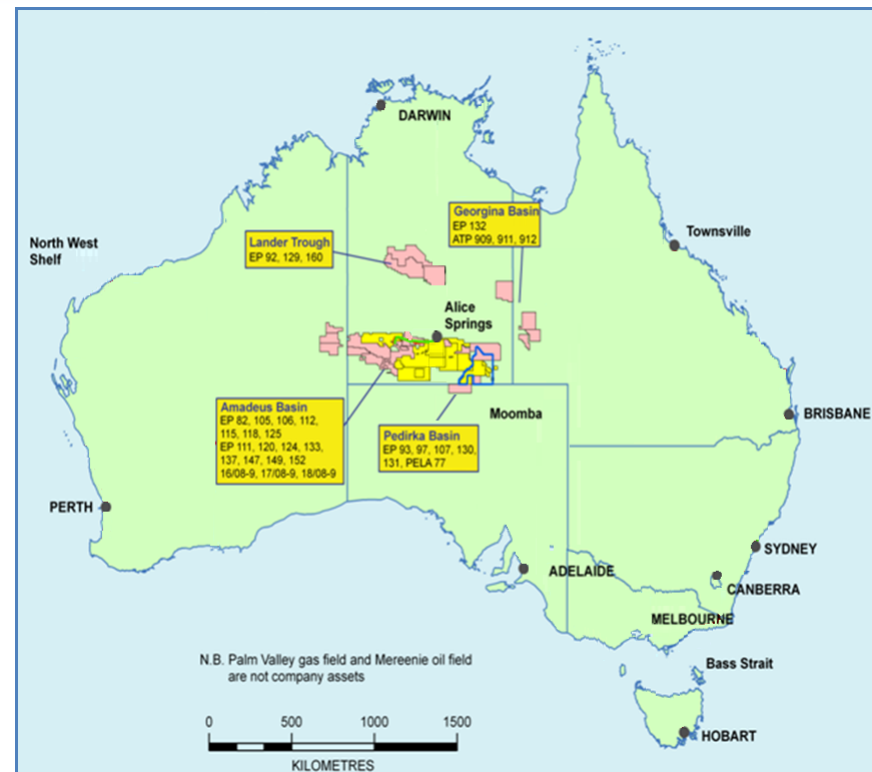 DARWIN
Georgina Basin
EP 132
ATP 909, 911, 912
North West
Shelf
Lander Trough
EP 92, 129, 160
Townsville
Alice
Springs
Amadeus Basin
EP 82, 105, 106, 112,
115, 118, 125
EP 111, 120, 124, 133,
137, 147, 149, 152
16/08-9, 17/08-9, 18/08-9
Moomba
BRISBANE
Pedirka Basin
EP 93, 97, 107, 130,
131, PELA 77
PERTH
SYDNEY
ADELAIDE
CANBERRA
MELBOURNE
N.B. Palm Valley gas field and Mereenie oil field
are not company assets
Bass Strait
0 500 1000 1500
KILOMETRES
HOBART